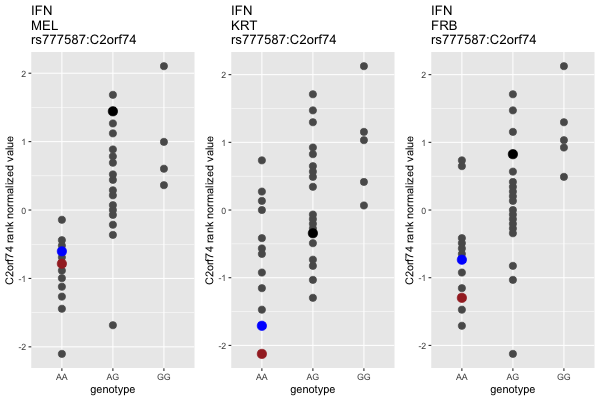 IFN
MEL
rs777587:C2orf74
C2orf74 rank normalized value
2
1
0
-1
-2
AA AG GG
genotype
IFN
KRT
rs777587:C2orf74
C2orf74 rank normalized value
2
1
0
-1
-2
AA AG GG
genotype
IFN
FRB
rs777587:C2orf74
C2orf74 rank normalized value
2
1
0
-1
-2
AA AG GG
genotype